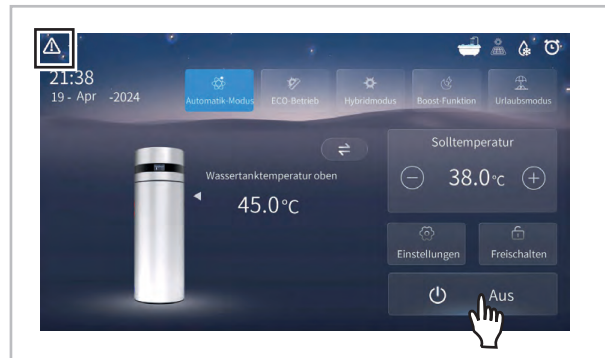 21:38
19 - Apr -2024
Automatik-Modus
ECO-Betrieb
Hybridmodus
Boost-Funktion
Urlaubsmodus
Wassertanktemperatur oben
45.0°C
Solltemperatur
38.0°C
Einstellungen
Freischalten
Aus